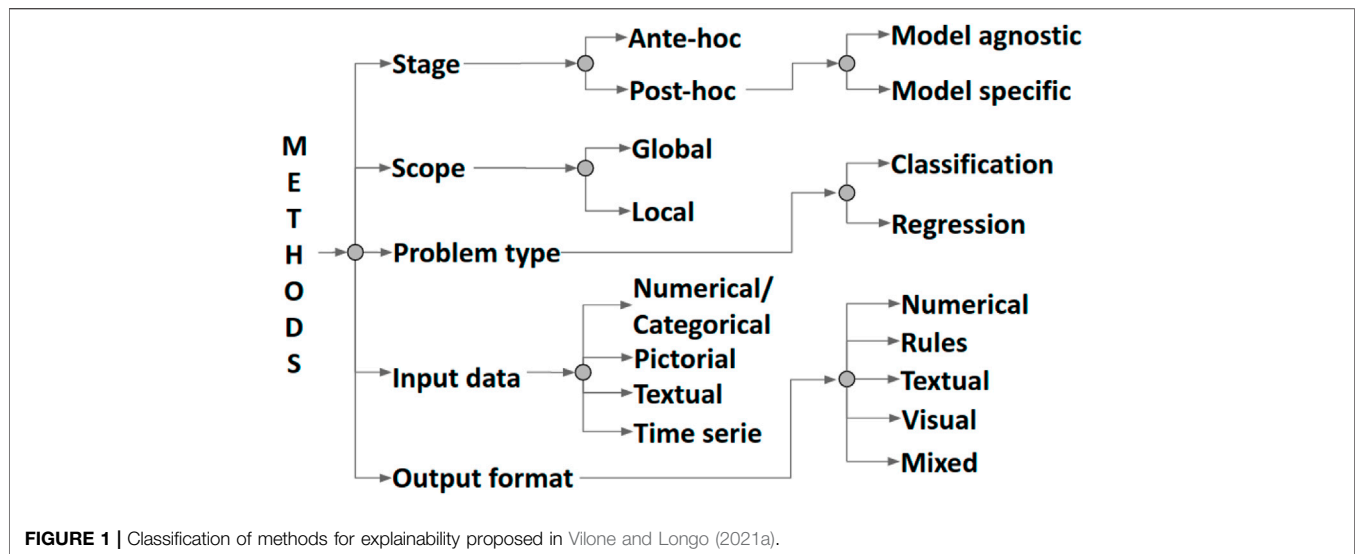 METHODS
Stage
Ante-hoc
Post-hoc
Model agnostic
Model specific
Scope
Global
Local
Problem type
Classification
Regression
Input data
Numerical/
Categorical
Pictorial
Textual
Time serie
Output format
Numerical
Rules
Textual
Visual
Mixed
FIGURE 1 | Classification of methods for explainability proposed in Vilone and Longo (2021a).